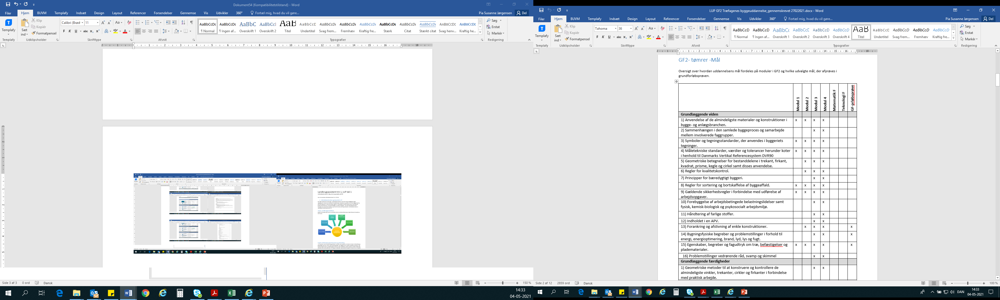 Dokument54 (Kompatibilitetstilstand) - Word
Filer Hjem BUVM Templafy Indsæt Design Layout Referencer Forsendelser Gennemse Vis Udvikler 360° Fortæl mig, hvad du vil gøre... Pia Susanne Jørgensen Del
Templafy
Sæt ind
Klip
Kopiér
Formatpensel
Calibri (Brød 11
AaBbCcDc AaBbCcDc AaBbC AaBbCcI AaB AaBbCcD AaBbCcDc AaBbCcDc AaBbCcDc AaBbCcDc AaBbCcDc AaBbCcDc AaBbCcDc AaBbCcDc
¶ Normal ¶ Ingen af... Overskrift 1 Overskrift 2 Titel Undertitel Svag frem... Fremhæv Kraftig fre... Stærk Citat Stærkt citat Svag henv... Kraftig he...
Søg
Erstat
Markér
Templafy Udklipsholder Skrifttype Afsnit Typografier Redigering
Landbrugsassistent trin 1, LUP del 1
Side 3 af 3 0 ord Dansk 150 %
14:33
04-05-2021
LUP GF2 Træfagenes byggeuddannelse_gennemskrevet 27022021.docx - Word
Filer Hjem BUVM Templafy Indsæt Design Layout Referencer Forsendelser Gennemse Vis Udvikler 360° Fortæl mig, hvad du vil gøre... Pia Susanne Jørgensen Del
Templafy
Sæt ind
Klip
Kopiér
Formatpensel
Tahoma 36
AaBbCcD AaBbCcD AaBbCc AaBbCcD AaBbCcD AaBbCcD AaB AaBbCcD AaBbCcD AaBbCcD AaBbCcD
¶ Normal ¶ Ingen af... Overskrift 1 Overskrift 2 Overskrift 3 Overskrift 4 Titel Undertitel Svag frem... Fremhæv Kraftig fre...
Søg
Erstat
Markér
Templafy Udklipsholder Skrifttype Afsnit Typografier Redigering
GF2- tømrer -Mål
Oversigt over hvordan uddannelsens mål fordeles på moduler i GF2 og hvilke udvalgte mål, der afprøves i
grundforløbsprøven.
Modul 1 Modul 2 Modul 3 Modul 4 Matematik F Teknologi F GF-prløbsprøve
Grundlæggende viden
1) Anvendelse af de almindeligste materialer og konstruktioner i x x x x
bygge- og anlægsbranchen.
2) Sammenhængen i den samlede byggeproces og samarbejde x x
mellem involverede faggrupper.
3) Symboler og tegningsstandarder, der anvendes i byggeriets x x x x
tegninger.
4) Måletekniske standarder, værdier og tolerancer herunder koter x x x x
i henhold til Danmarks Vertikal Referencesystem DVR90
5) Geometriske betegnelser for bestanddelene i trekant, firkant, x x x
kvadrat, prisme, kegle og cirkel samt disses anvendelse.
6) Regler for kvalitetskontrol. x x x
7) Principper for bæredygtigt byggeri. x x
8) Regler for sortering og bortskaffelse af byggeaffald. x x x x
9) Gældende sikkerhedsregler i forbindelse med udførelse af x x x x
arbejdsopgaver.
10) Forebyggelse af arbejdsbetingede belastningslidelser samt x x
fysisk, kemisk-biologisk og psykosocialt arbejdsmiljø.
11) Håndtering af farlige stoffer. x x
12) Indholdet i en APV. x x
13) Forankring og afstivning af enkle konstruktioner. x x x x
14) Bygningsfysiske begreber og problemstillinger i forhold til x x x
energi, energioptimering, brand, lyd, lys og fugt.
15) Egenskaber, begreber og fagudtryk om træ, befæstigelser og x x x x x
pladematerialer.
16) Problemstillinger vedrørende råd, svamp og skimmel x x
Grundlæggende færdigheder
1) Geometriske metoder til at konstruere og kontrollere de x x
almindeligste vinkler, trekanter, cirkler og firkanter i forbindelse
med praktisk arbejde.
Side 2 af 12 2859 ord Dansk 100 %
DAN
14:33
04-05-2021